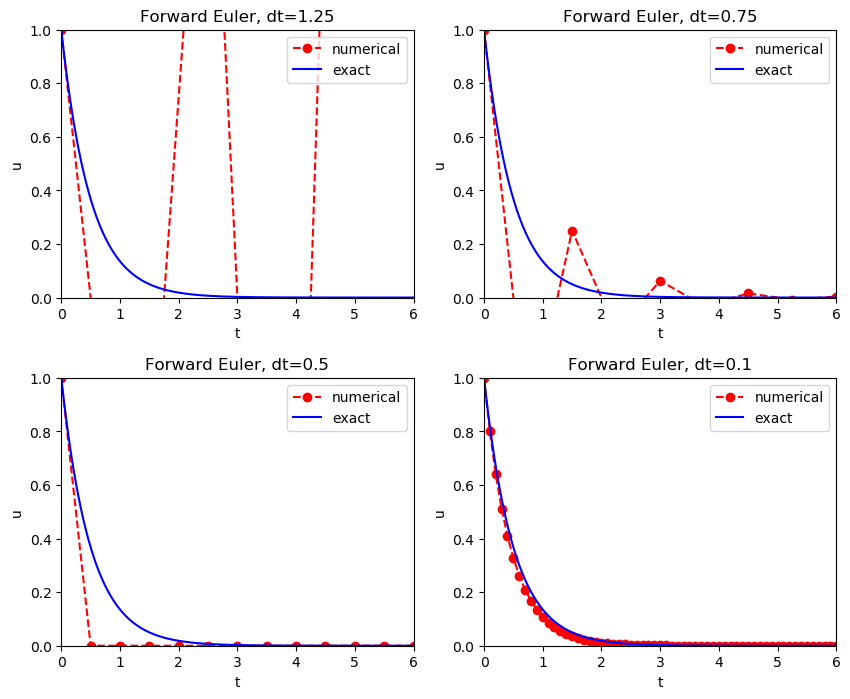 Forward Euler, dt=1.25
1.0
0.8
0.6
0.4
0.2
0.0
u
0 1 2 3 4 5 6
t
numerical
exact
Forward Euler, dt=0.75
1.0
0.8
0.6
0.4
0.2
0.0
u
0 1 2 3 4 5 6
t
numerical
exact
Forward Euler, dt=0.5
1.0
0.8
0.6
0.4
0.2
0.0
u
0 1 2 3 4 5 6
t
numerical
exact
Forward Euler, dt=0.1
1.0
0.8
0.6
0.4
0.2
0.0
u
0 1 2 3 4 5 6
t
numerical
exact